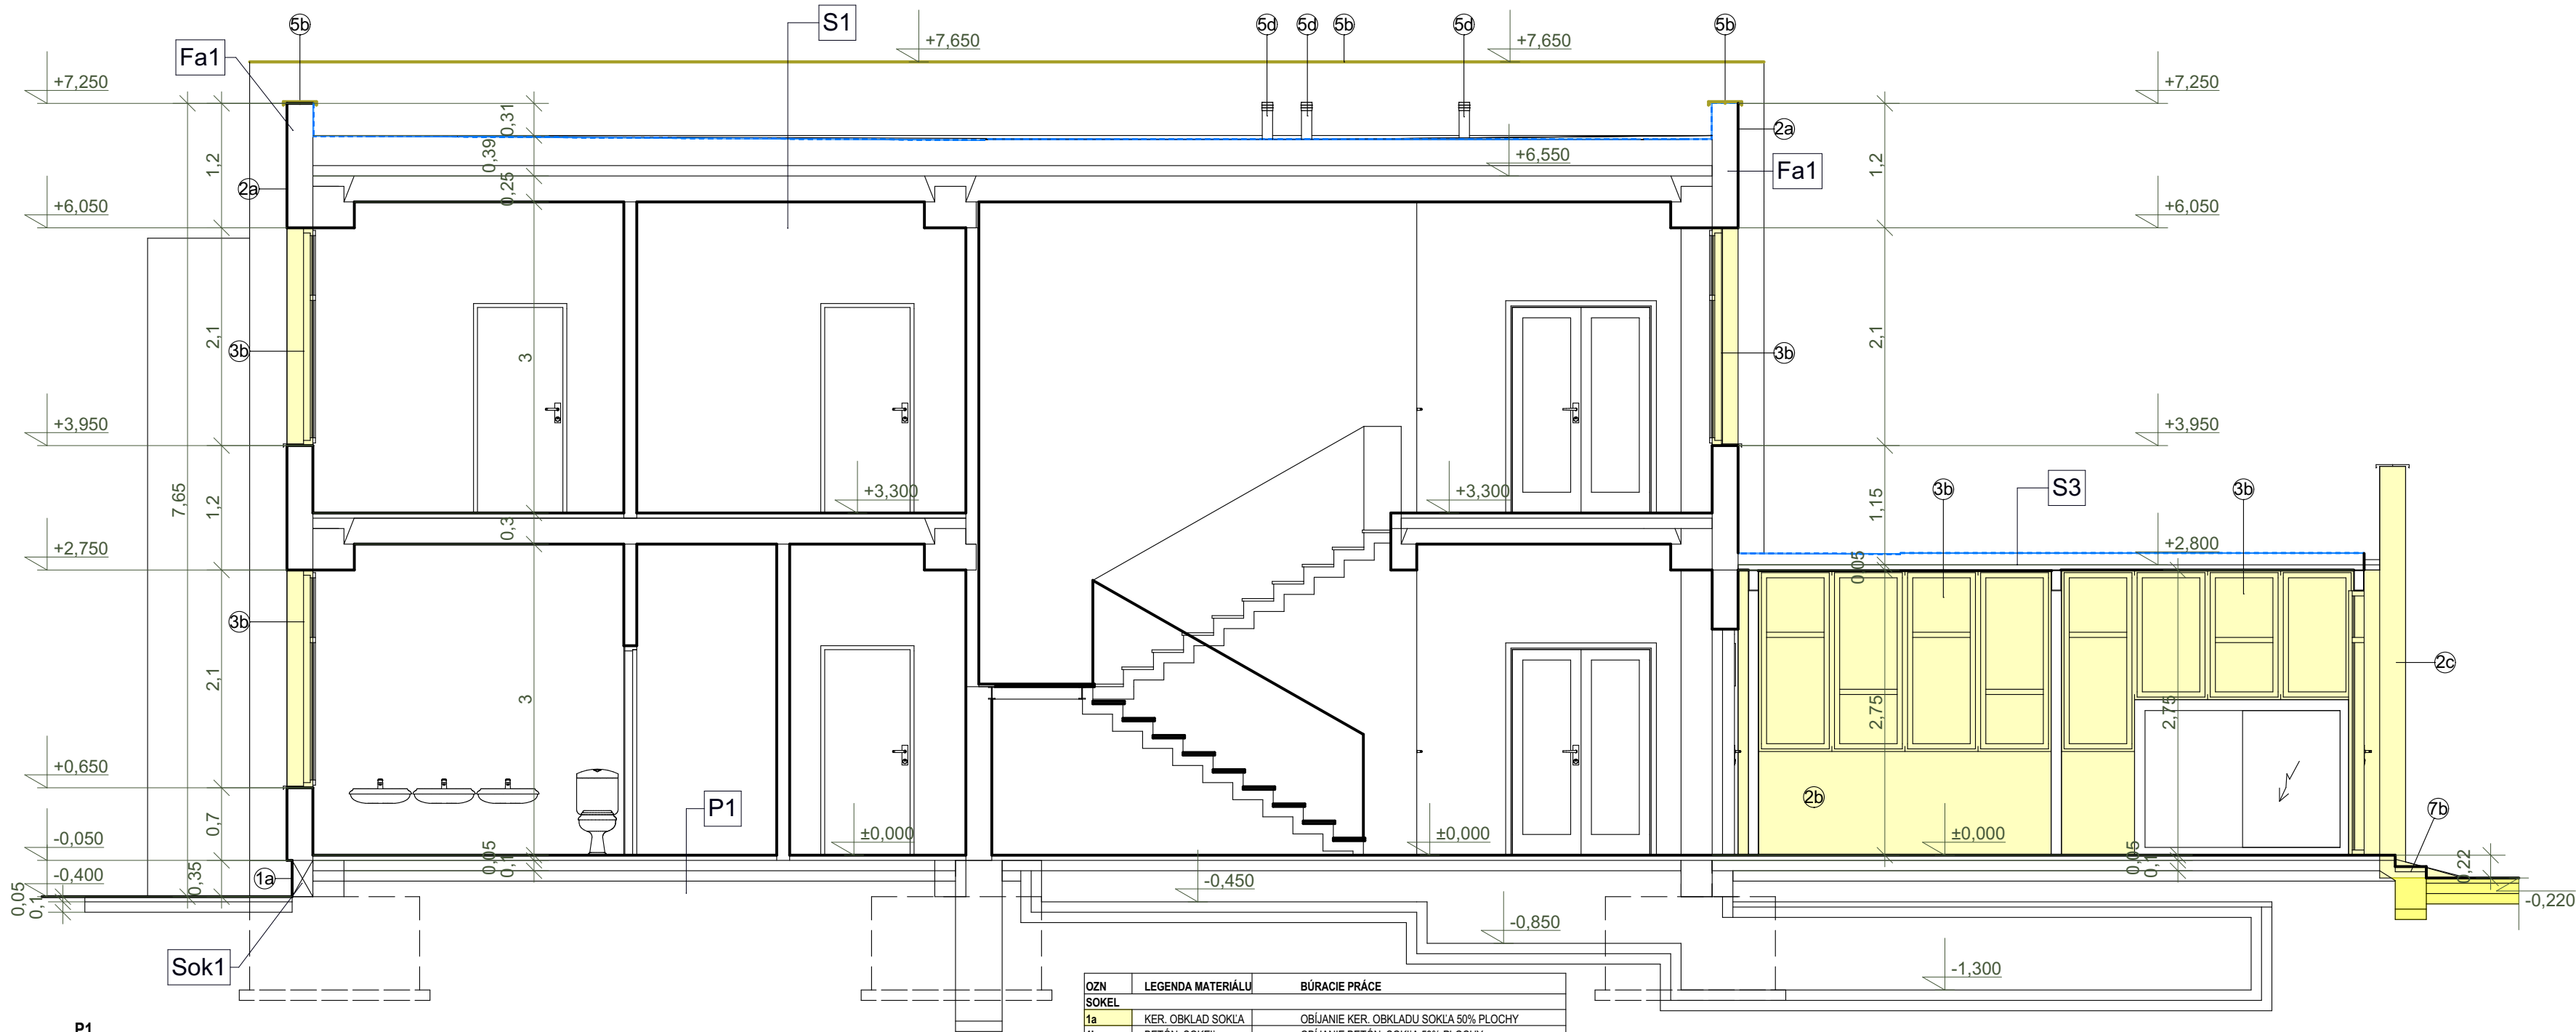 5b
S1
5d
5d
5b
5d
5b
Fa1
+7,650
+7,650
+7,250
+7,250
0,31
2a
0,39
+6,550
1,2
Fa1
1,2
2a
0,25
+6,050
+6,050
2,1
3b
3
3b
2,1
+3,950
+3,950
7,65
1,2
+3,300
+3,300
3b
S3
3b
1,15
0,3
+2,750
+2,800
0,05
3b
2,1
3
2,75
2,75
2c
+0,650
P1
2b
7b
0,7
±0,000
±0,000
±0,000
-0,050
0,05
0,1
0,05
0,1
0,22
1a
0,35
-0,400
-0,450
-0,220
0,05
0,1
-0,850
Sok1
-1,300
OZN LEGENDA MATERIÁLU BÚRACIE PRÁCE
SOKEL
1a KER. OBKLAD SOKĽA OBÍJANIE KER. OBKLADU SOKĽA 50% PLOCHY
P1